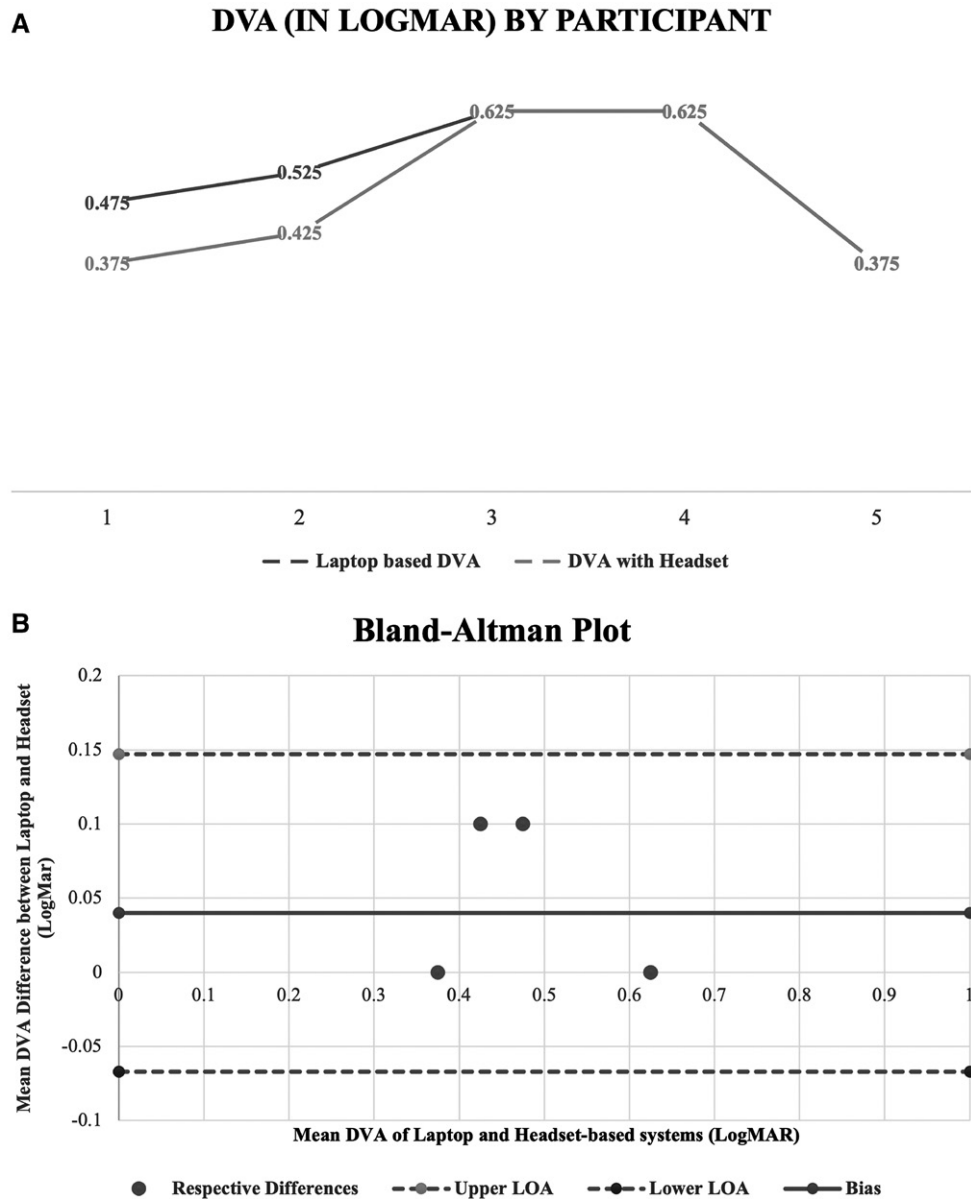 A
DVA (IN LOGMAR) BY PARTICIPANT
0.625 0.625
0.525
0.475
0.425
0.375 0.375
1 2 3 4 5
Laptop based DVA DVA with Headset
B
Bland-Altman Plot
Mean DVA Difference between Laptop and Headset
(LogMar)
0.2
0.15
0.1
0.05
0
0 0.1 0.2 0.3 0.4 0.5 0.6 0.7 0.8 0.9 1
-0.05
-0.1
Mean DVA of Laptop and Headset-based systems (LogMAR)
Respective Differences Upper LOA Lower LOA Bias